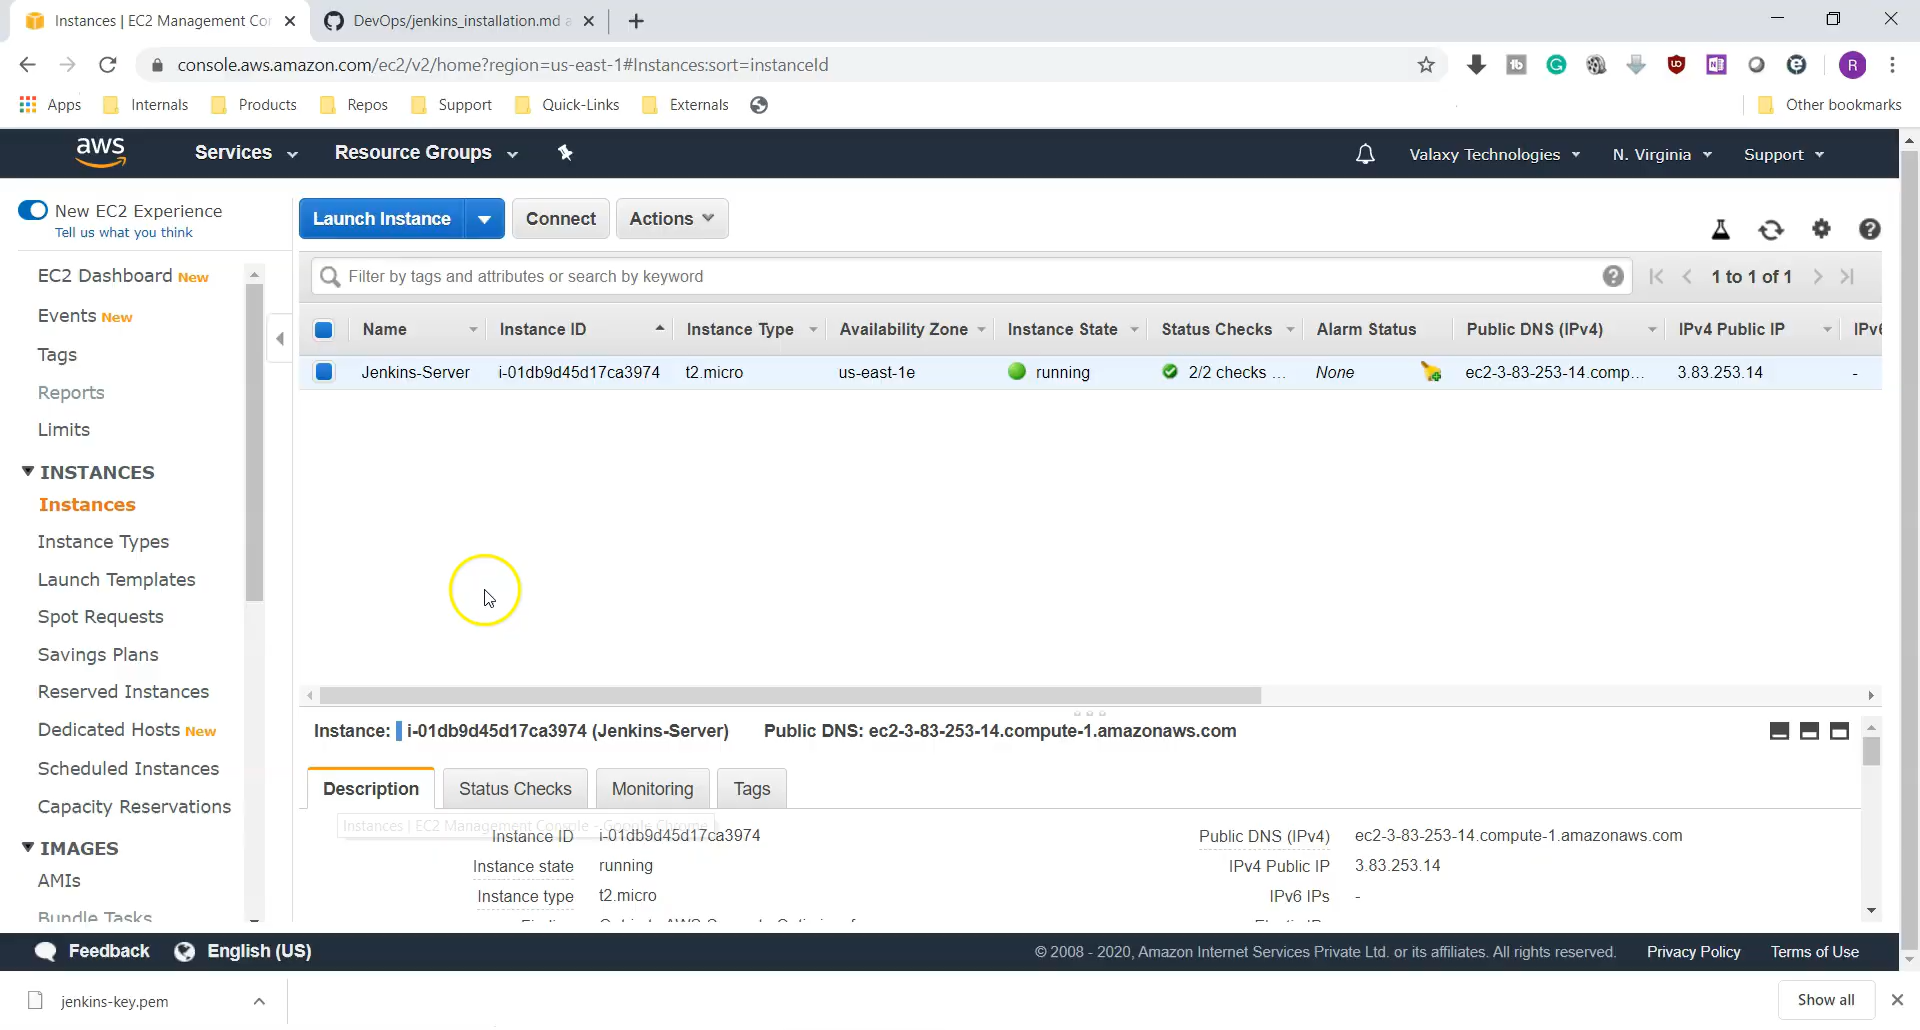 Instances | EC2 Management Co
DevOps/jenkins_installation.md a
console.aws.amazon.com/ec2/v2/home?region=us-east-1#Instances:sort=instanceId
R
Apps Internals Products Repos Support Quick-Links Externals Other bookmarks
aws Services Resource Groups Valaxy Technologies N. Virginia Support
New EC2 Experience
Tell us what you think
Launch Instance Connect Actions
EC2 Dashboard New
Events New
Tags
Reports
Limits
INSTANCES
Instances
Instance Types
Launch Templates
Spot Requests
Savings Plans
Reserved Instances
Dedicated Hosts New
Scheduled Instances
Capacity Reservations
IMAGES
AMIs
Bundle Tasks
Filter by tags and attributes or search by keyword 1 to 1 of 1
Name Instance ID Instance Type Availability Zone Instance State Status Checks Alarm Status Public DNS (IPv4) IPv4 Public IP IPv6
Jenkins-Server i-01db9d45d17ca3974 t2.micro us-east-1e running 2/2 checks ... None ec2-3-83-253-14.comp... 3.83.253.14 -
Instance: i-01db9d45d17ca3974 (Jenkins-Server) Public DNS: ec2-3-83-253-14.compute-1.amazonaws.com
Description Status Checks Monitoring Tags
Instances | EC2 Management Console - Google Chrome
Instance ID i-01db9d45d17ca3974 Public DNS (IPv4) ec2-3-83-253-14.compute-1.amazonaws.com
Instance state running IPv4 Public IP 3.83.253.14
Instance type t2.micro IPv6 IPs -
Feedback English (US) © 2008 - 2020, Amazon Internet Services Private Ltd. or its affiliates. All rights reserved. Privacy Policy Terms of Use
jenkins-key.pem Show all